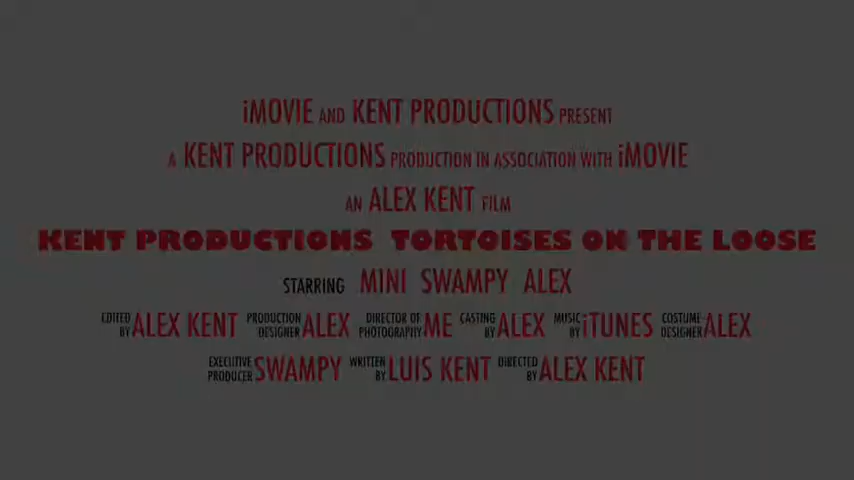 iMOVIE AND KENT PRODUCTIONS PRESENT
A KENT PRODUCTIONS PRODUCTION IN ASSOCIATION WITH iMOVIE
AN ALEX KENT FILM
KENT PRODUCTIONS TORTOISES ON THE LOOSE
STARRING MINI SWAMPY ALEX
EDITED BY ALEX KENT PRODUCTION DESIGNER ALEX DIRECTOR OF PHOTOGRAPHY ME CASTING BY ALEX MUSIC BY iTUNES COSTUME DESIGNER ALEX
EXECUTIVE PRODUCER SWAMPY WRITTEN BY LUIS KENT DIRECTED BY ALEX KENT